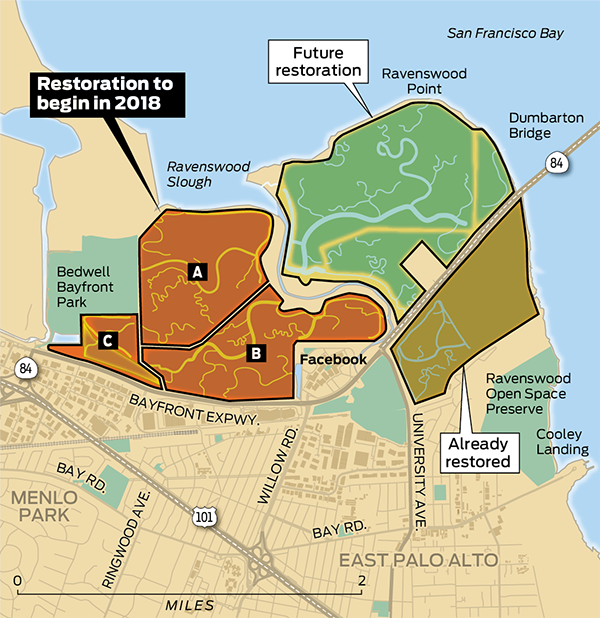 San Francisco Bay
Future
restoration
Ravenswood
Point
Restoration to
begin in 2018
Dumbarton
Bridge
84
Ravenswood
Slough
A
Bedwell
Bayfront
Park
C
B
Facebook
84
BAYFRONT EXPWY.
Ravenswood
Open Space
Preserve
Already
restored
Cooley
Landing
UNIVERSITY AVE.
WILLOW RD.
BAY RD.
MENLO
PARK
RINGWOOD AVE.
101
BAY RD.
EAST PALO ALTO
0
2
MILES